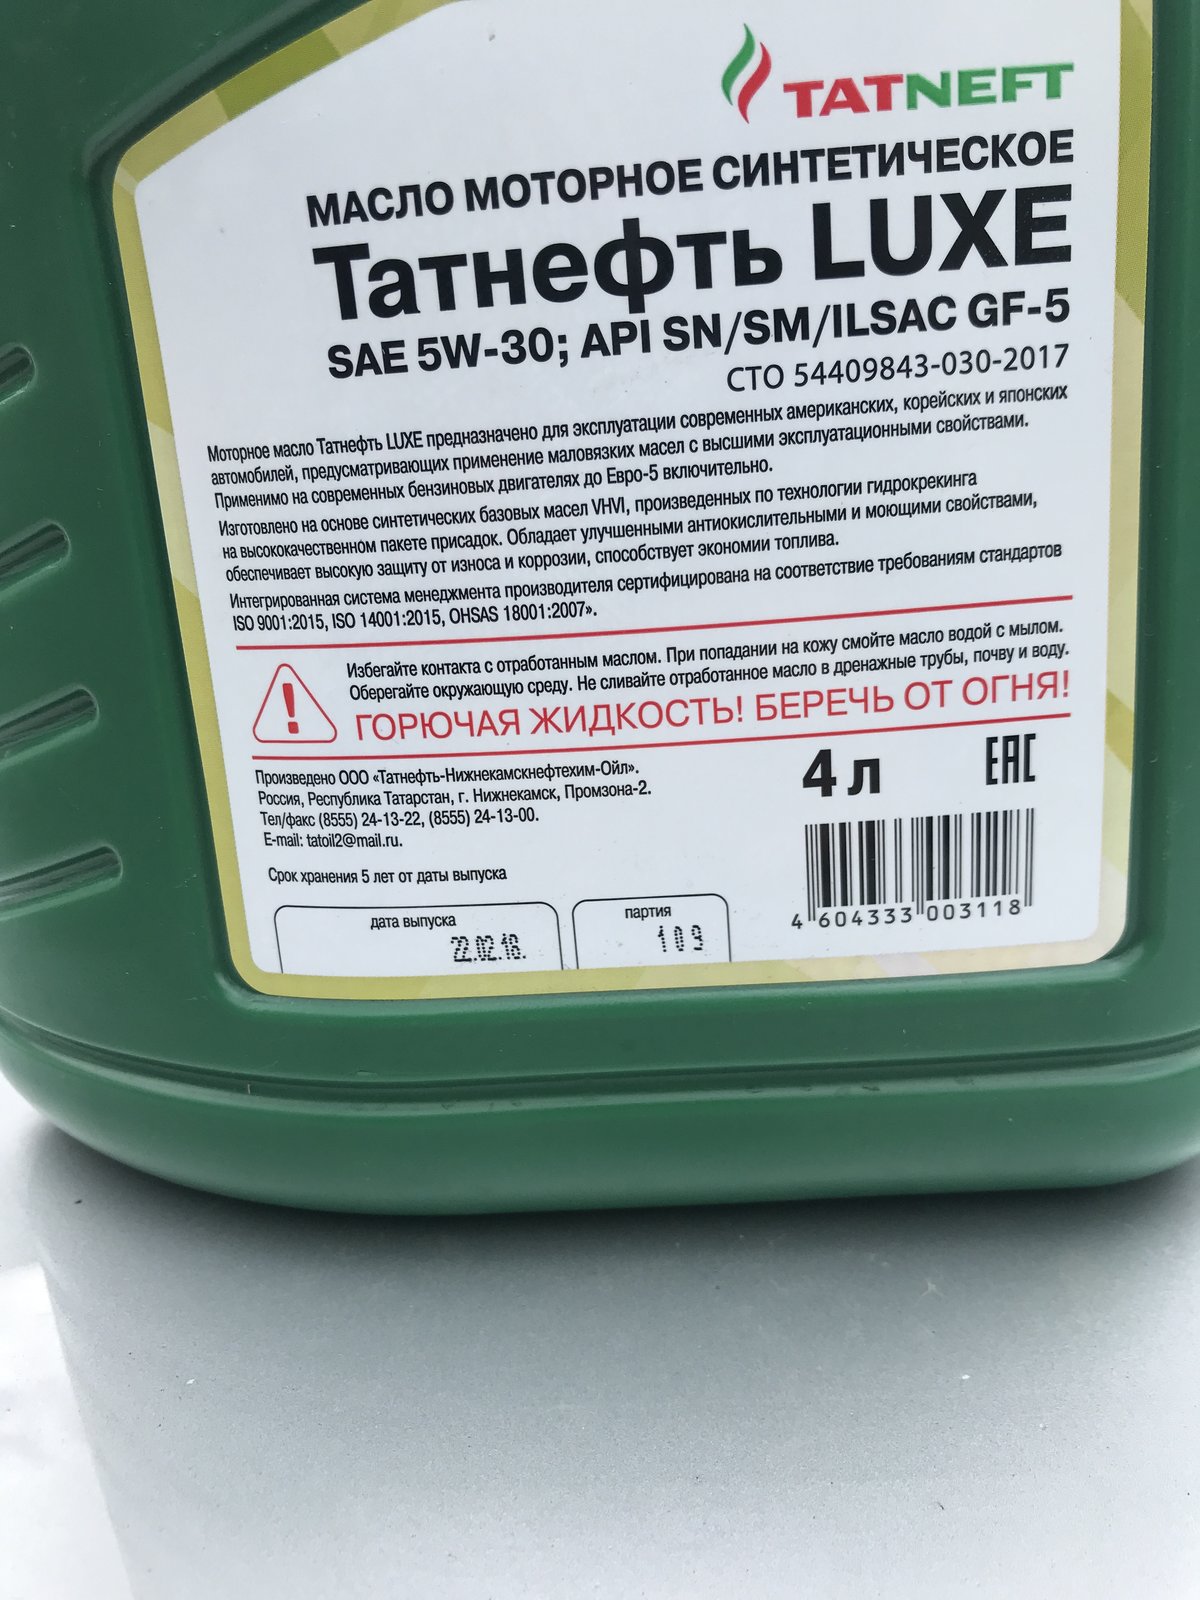 TATNEFT
МАСЛО МОТОРНОЕ СИНТЕТИЧЕСКОЕ
Татнефть LUXE
SAE 5W-30; API SN/SM/ILSAC GF-5
СТО 54409843-030-2017
Моторное масло Татнефть LUXE предназначено для эксплуатации современных американских, корейских и японских
автомобилей, предусматривающих применение маловязких масел с высшими эксплуатационными свойствами.
Применимо на современных бензиновых двигателях до Евро-5 включительно.
Изготовлено на основе синтетических базовых масел VHVI, произведенных по технологии гидрокрекинга
на высококачественном пакете присадок. Обладает улучшенными антиокислительными и моющими свойствами,
обеспечивает высокую защиту от износа и коррозии, способствует экономии топлива.
Интегрированная система менеджмента производителя сертифицирована на соответствие требованиям стандартов
ISO 9001:2015, ISO 14001:2015, OHSAS 18001:2007».
Избегайте контакта с отработанным маслом. При попадании на кожу смойте масло водой с мылом.
Оберегайте окружающую среду. Не сливайте отработанное масло в дренажные трубы, почву и воду.
ГОРЮЧАЯ ЖИДКОСТЬ! БЕРЕЧЬ ОТ ОГНЯ!
Произведено ООО «Татнефть-Нижнекамскнефтехим-Ойл».
Россия, Республика Татарстан, г. Нижнекамск, Промзона-2.
Тел/факс (8555) 24-13-22, (8555) 24-13-00.
E-mail: tatoil2@mail.ru.
Срок хранения 5 лет от даты выпуска
4 л
EAC
дата выпуска
22.02.18.
партия
109
4 604333 003118